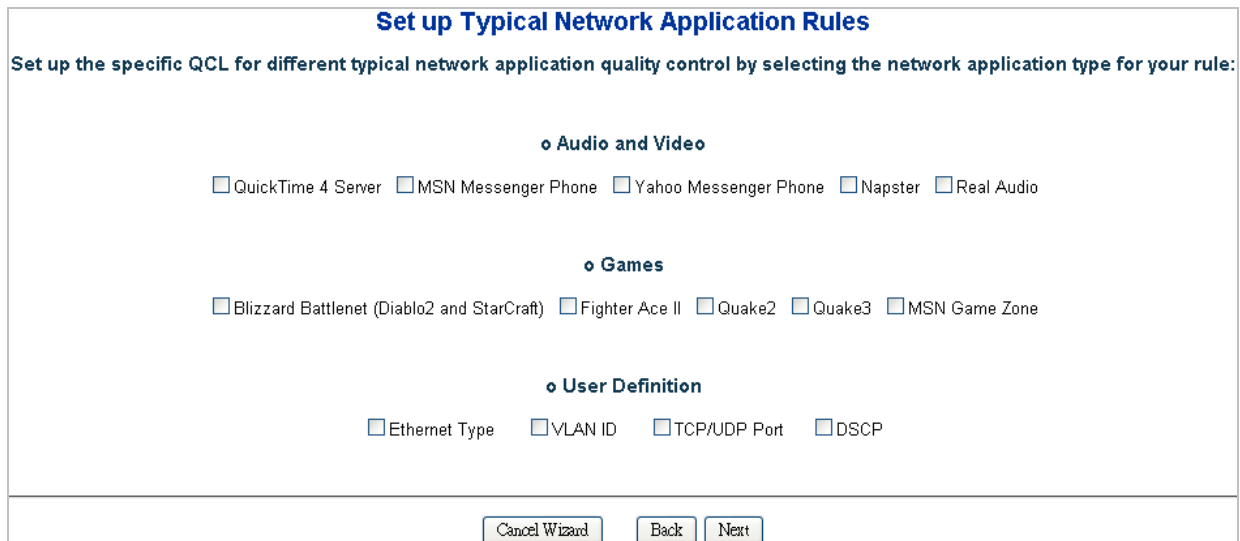 Set up Typical Network Application Rules
Set up the specific QCL for different typical network application quality control by selecting the network application type for your rule:
o Audio and Video
QuickTime 4 Server MSN Messenger Phone Yahoo Messenger Phone Napster Real Audio
o Games
Blizzard Battlenet (Diablo2 and StarCraft) Fighter Ace II Quake2 Quake3 MSN Game Zone
o User Definition
Ethernet Type VLAN ID TCP/UDP Port DSCP
Cancel Wizard Back Next